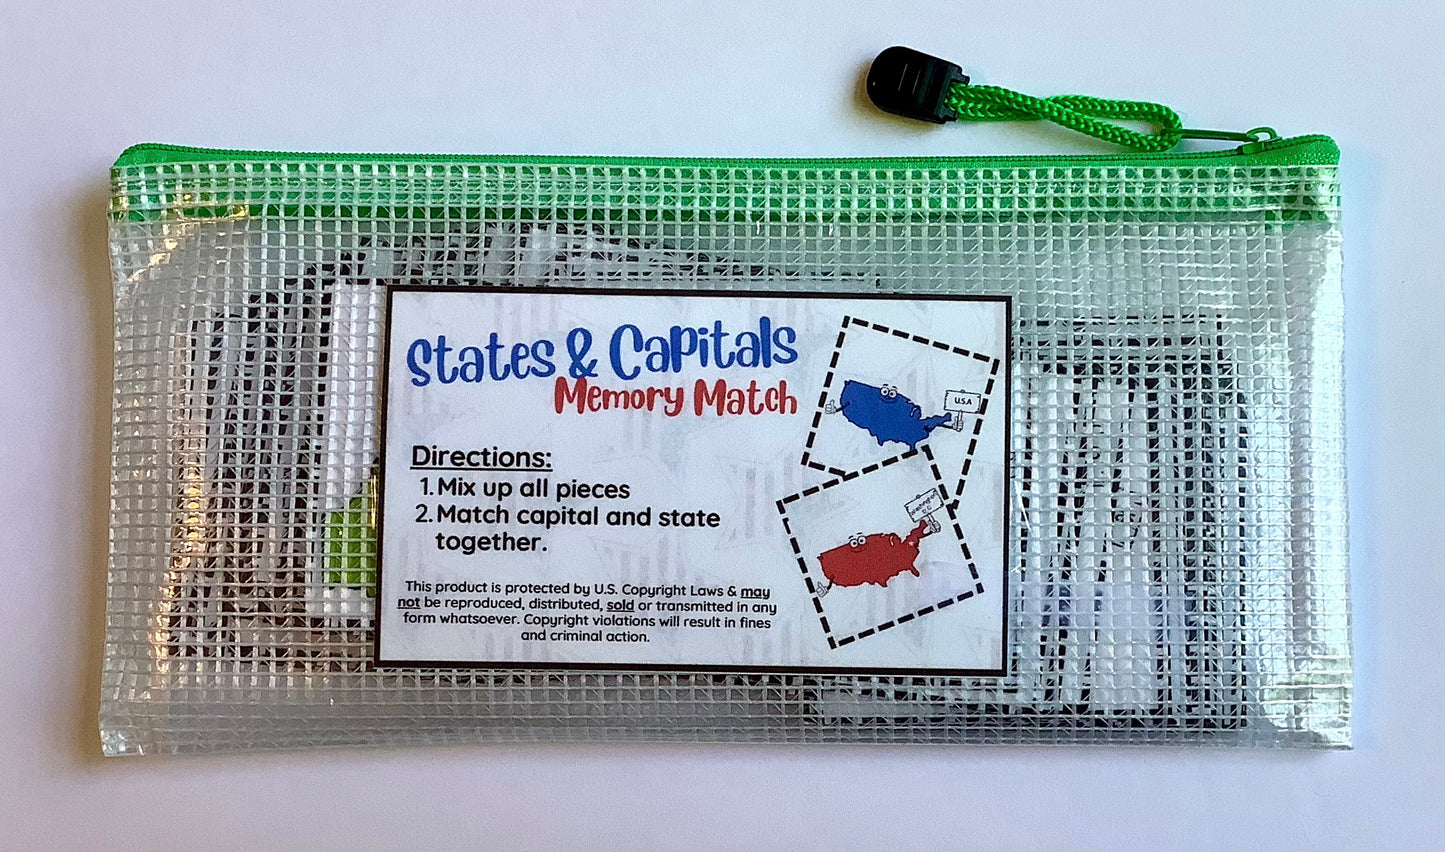 States & Capitals
Memory Match
Directions:
1. Mix up all pieces
2. Match capital and state
together.
This product is protected by U.S. Copyright Laws & may
not be reproduced, distributed, sold or transmitted in any
form whatsoever. Copyright violations will result in fines
and criminal action.
U.S.A
Washington
D.C